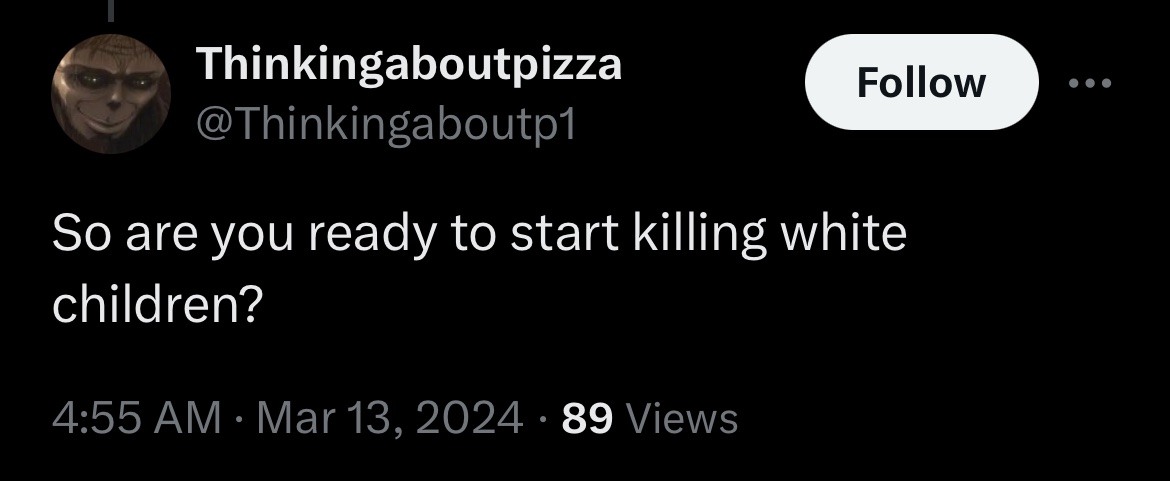 Thinkingaboutpizza
@Thinkingaboutp1
Follow
So are you ready to start killing white
children?
4:55 AM · Mar 13, 2024 · 89 Views